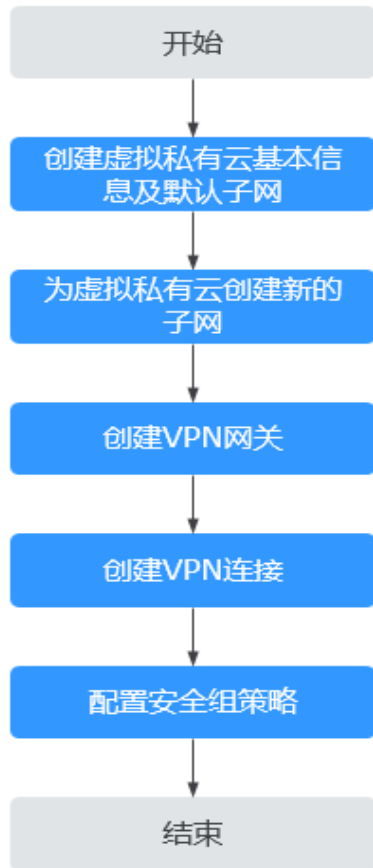 开始
创建虚拟私有云基本信
息及默认子网
为虚拟私有云创建新的
子网
创建VPN网关
创建VPN连接
配置安全组策略
结束